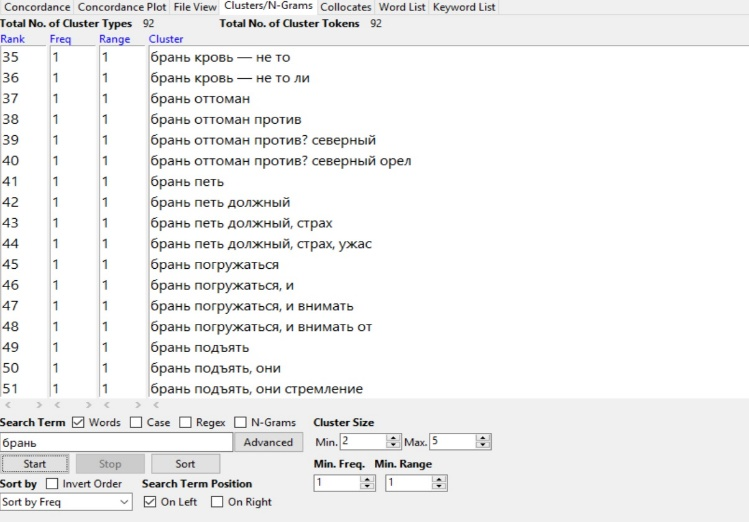 Concordance Concordance Plot File View Clusters/N-Grams Collocates Word List Keyword List
Total No. of Cluster Types 92 Total No. of Cluster Tokens 92
Rank Freq Range Cluster
35 1 1 брань кровь — не то
36 1 1 брань кровь — не то ли
37 1 1 брань оттоман
38 1 1 брань оттоман против
39 1 1 брань оттоман против? северный
40 1 1 брань оттоман против? северный орел
41 1 1 брань петь
42 1 1 брань петь должный
43 1 1 брань петь должный, страх
44 1 1 брань петь должный, страх, ужас
45 1 1 брань погружаться
46 1 1 брань погружаться, и
47 1 1 брань погружаться, и внимать
48 1 1 брань погружаться, и внимать от
49 1 1 брань подъять
50 1 1 брань подъять, они
51 1 1 брань подъять, они стремление
Search Term Words Case Regex N-Grams Cluster Size
брань Advanced Min. 2 Max. 5
Start Stop Sort Min. Freq. Min. Range
Sort by Invert Order Search Term Position 1 1
Sort by Freq On Left On Right